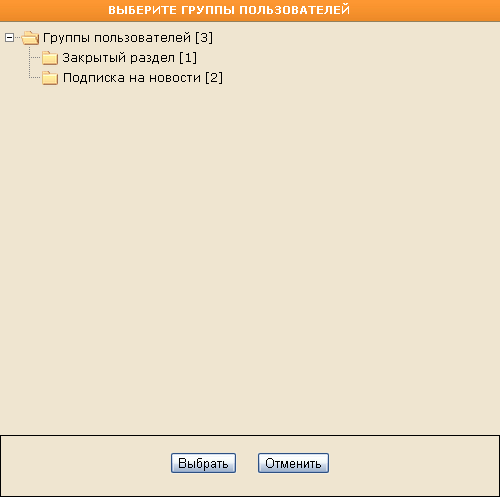 ВЫБЕРИТЕ ГРУППЫ ПОЛЬЗОВАТЕЛЕЙ
Группы пользователей [3]
Закрытый раздел [1]
Подписка на новости [2]
Выбрать Отменить